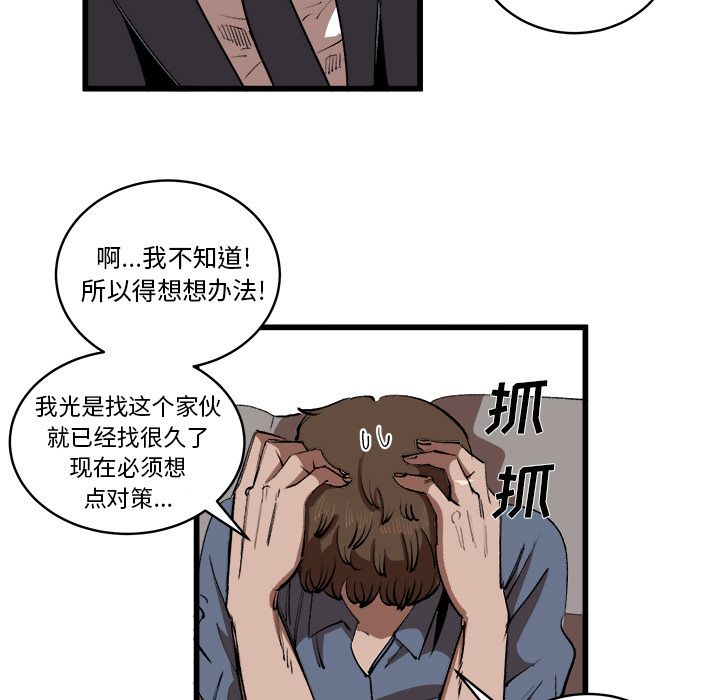 啊...我不知道!
所以得想想办法!
我光是找这个家伙
就已经找很久了
现在必须想
点对策...
抓
抓